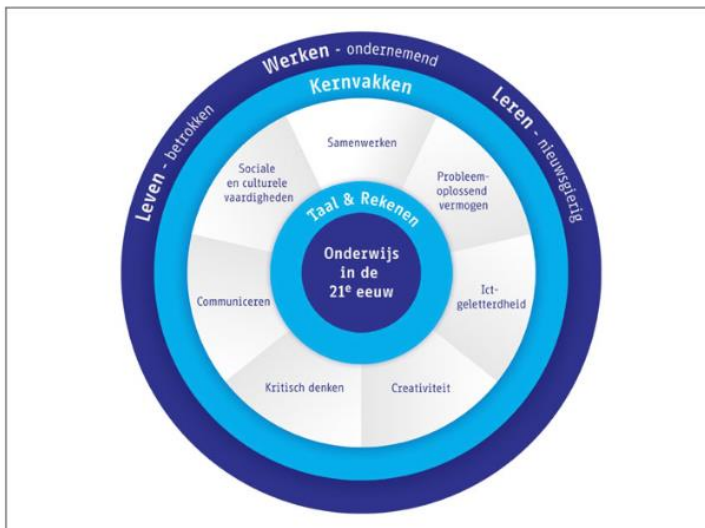 Werken - ondernemend
Leven - betrokken
Leren - nieuwsgierig
Kernvakken
Samenwerken
Sociale
en culturele
vaardigheden
Probleem-
oplossend
vermogen
Taal & Rekenen
Onderwijs
in de
21e eeuw
Communiceren
Ict-
geletterdheid
Kritisch denken
Creativiteit